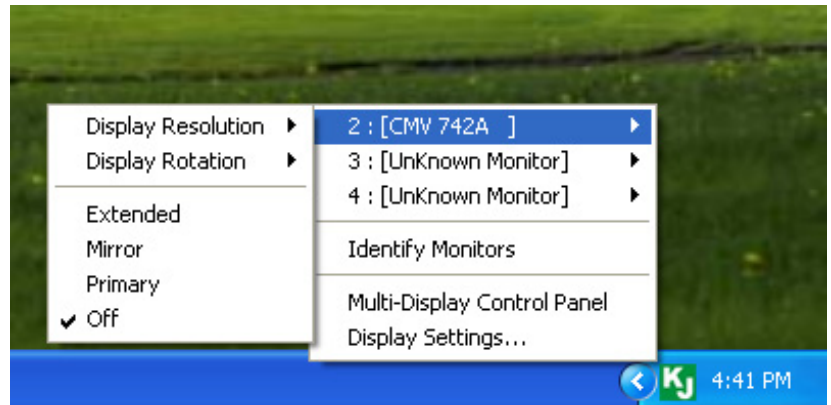 Display Resolution
Display Rotation
Extended
Mirror
Primary
Off
2 : [CMV 742A   ]
3 : [UnKnown Monitor]
4 : [UnKnown Monitor]
Identify Monitors
Multi-Display Control Panel
Display Settings...
KJ 4:41 PM